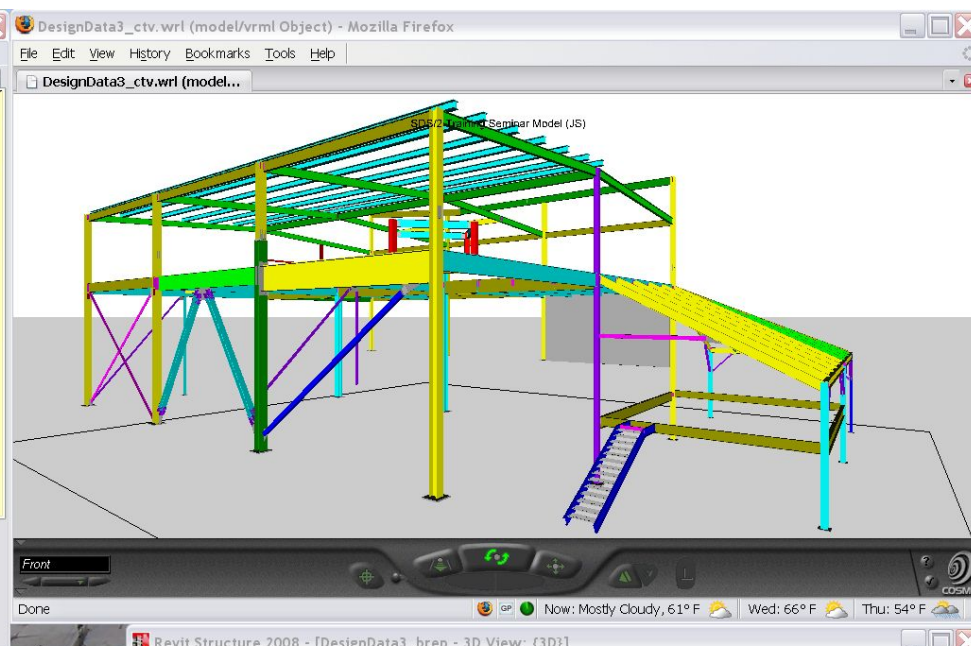 DesignData3_ctv.wrl (model/vrml Object) - Mozilla Firefox
File Edit View History Bookmarks Tools Help
DesignData3_ctv.wrl (model...
SDS/2 Training Seminar Model (JS)
Front
COSM
Done
GP
Now: Mostly Cloudy, 61° F
Wed: 66° F
Thu: 54° F
Revit Structure 2008 - [DesignData3_brep - 3D View: {3D}]